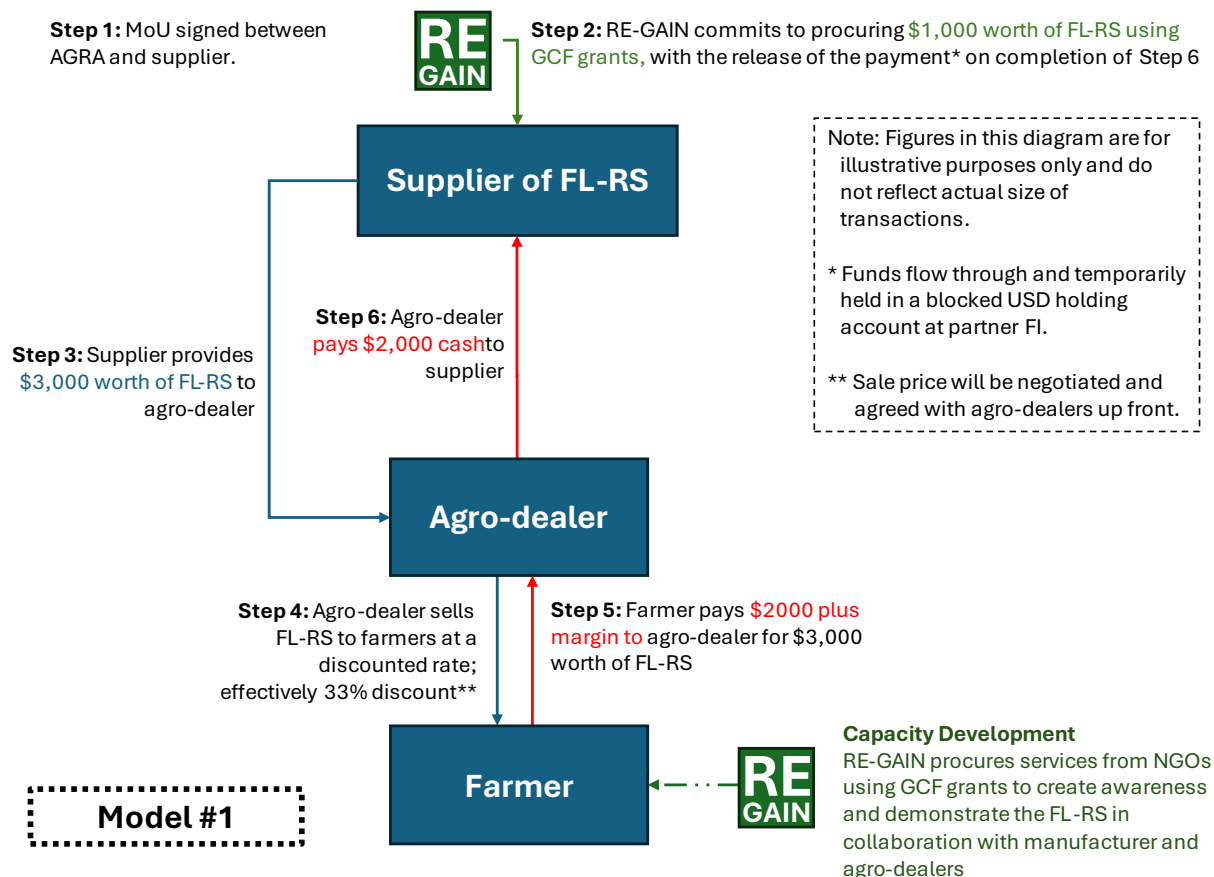 Step 1: MoU signed between
AGRA and supplier.
RE
GAIN
Step 2: RE-GAIN commits to procuring $1,000 worth of FL-RS using
GCF grants, with the release of the payment* on completion of Step 6
Supplier of FL-RS
Note: Figures in this diagram are for
illustrative purposes only and do
not reflect actual size of
transactions.
* Funds flow through and temporarily
held in a blocked USD holding
account at partner FI.
** Sale price will be negotiated and
agreed with agro-dealers up front.
Step 3: Supplier provides
$3,000 worth of FL-RS to
agro-dealer
Step 6: Agro-dealer
pays $2,000 cashto
supplier
Agro-dealer
Step 4: Agro-dealer sells
FL-RS to farmers at a
discounted rate;
effectively 33% discount**
Step 5: Farmer pays $2000 plus
margin to agro-dealer for $3,000
worth of FL-RS
Farmer
RE
GAIN
Capacity Development
RE-GAIN procures services from NGOs
using GCF grants to create awareness
and demonstrate the FL-RS in
collaboration with manufacturer and
agro-dealers
Model #1